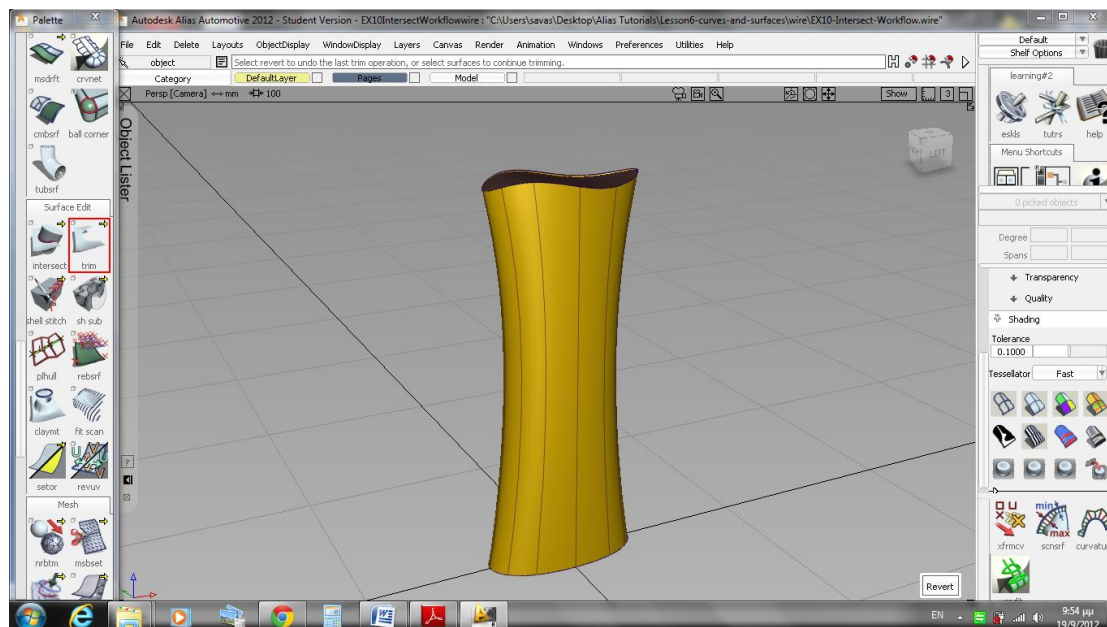 Palette
Autodesk Alias Automotive 2012 - Student Version - EX10IntersectWorkflowwire : "C:\Users\savas\Desktop\Alias Tutorials\Lesson6-curves-and-surfaces\wire\EX10-Intersect-Workflow.wire"
File Edit Delete Layouts ObjectDisplay WindowDisplay Layers Canvas Render Animation Windows Preferences Utilities Help
object Select revert to undo the last trim operation, or select surfaces to continue trimming.
Category DefaultLayer Pages Model
Persp [Camera] mm 100 Show 3
Object Lister
msdrft crvnet
cmbsrf ball corner
tubsrf
Surface Edit
intersect trim
shell stitch sh sub
plhull rebsrf
claymt fit scan
setor revuv
Mesh
nrbtm msbset
LEFT
Revert
Default
Shelf Options
learning#2
eskls tutrs help
Menu Shortcuts
0 picked objects
Degree
Spans
Transparency
Quality
Shading
Tolerance
0.1000
Tessellator Fast
min
max
xfrmcv scnsrf curvatu
EN 9:54 μμ
19/9/2012